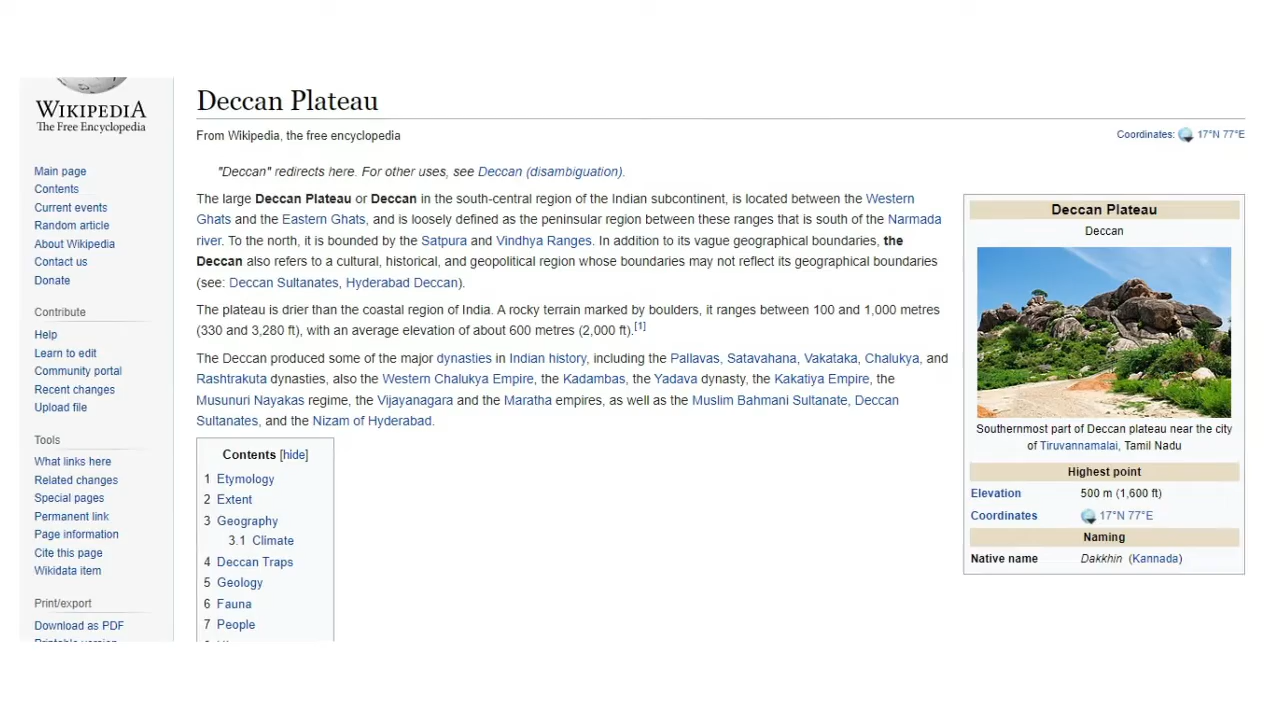 WIKIPEDIA
The Free Encyclopedia
Main page
Contents
Current events
Random article
About Wikipedia
Contact us
Donate
Contribute
Help
Learn to edit
Community portal
Recent changes
Upload file
Tools
What links here
Related changes
Special pages
Permanent link
Page information
Cite this page
Wikidata item
Print/export
Download as PDF
Printable version
Deccan Plateau
From Wikipedia, the free encyclopedia
Coordinates: 17°N 77°E
"Deccan" redirects here. For other uses, see Deccan (disambiguation).
The large Deccan Plateau or Deccan in the south-central region of the Indian subcontinent, is located between the Western
Ghats and the Eastern Ghats, and is loosely defined as the peninsular region between these ranges that is south of the Narmada
river. To the north, it is bounded by the Satpura and Vindhya Ranges. In addition to its vague geographical boundaries, the
Deccan also refers to a cultural, historical, and geopolitical region whose boundaries may not reflect its geographical boundaries
(see: Deccan Sultanates, Hyderabad Deccan).
The plateau is drier than the coastal region of India. A rocky terrain marked by boulders, it ranges between 100 and 1,000 metres
(330 and 3,280 ft), with an average elevation of about 600 metres (2,000 ft).[1]
The Deccan produced some of the major dynasties in Indian history, including the Pallavas, Satavahana, Vakataka, Chalukya, and
Rashtrakuta dynasties, also the Western Chalukya Empire, the Kadambas, the Yadava dynasty, the Kakatiya Empire, the
Musunuri Nayakas regime, the Vijayanagara and the Maratha empires, as well as the Muslim Bahmani Sultanate, Deccan
Sultanates, and the Nizam of Hyderabad.
Contents [hide]
1 Etymology
2 Extent
3 Geography
3.1 Climate
4 Deccan Traps
5 Geology
6 Fauna
7 People
Deccan Plateau
Deccan
Southernmost part of Deccan plateau near the city
of Tiruvannamalai, Tamil Nadu
Highest point
Elevation 500 m (1,600 ft)
Coordinates 17°N 77°E
Naming
Native name Dakkhin (Kannada)